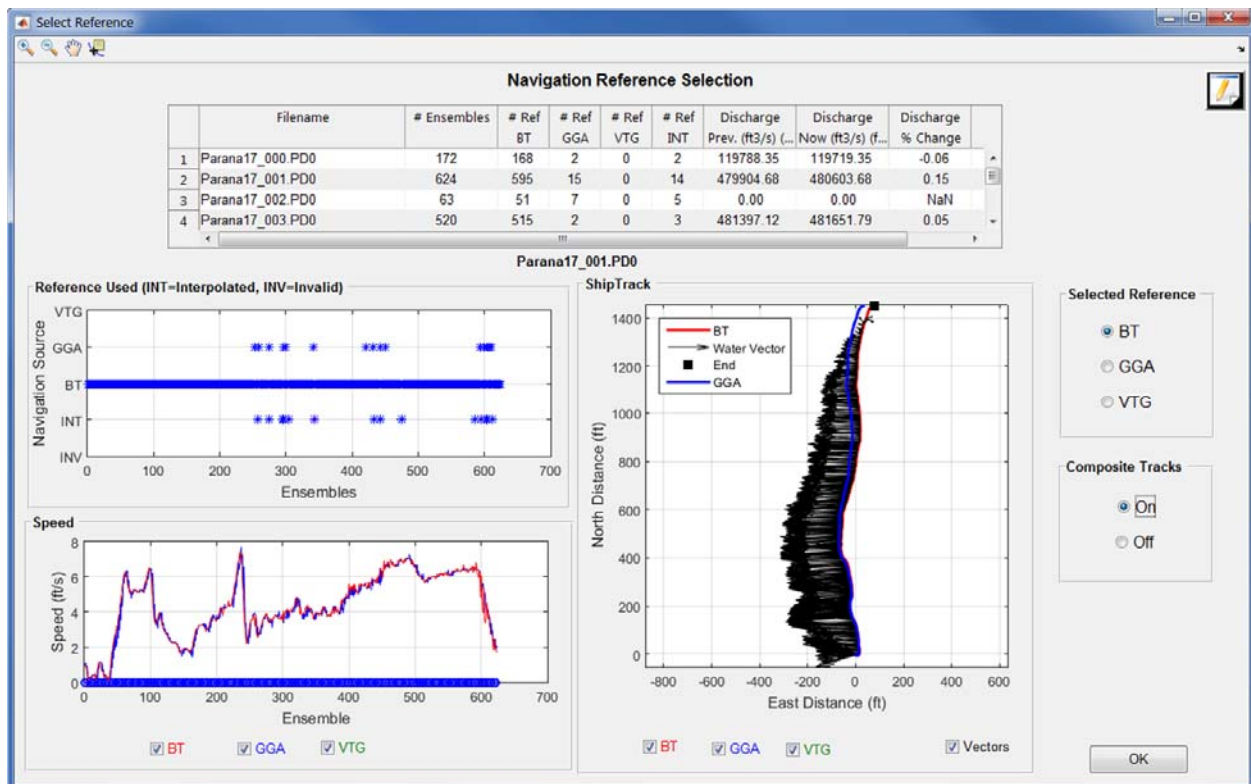 Select Reference
Navigation Reference Selection
Filename # Ensembles # Ref BT # Ref GGA # Ref VTG # Ref INT Discharge Prev. (ft3/s) (... Discharge Now (ft3/s) (f... Discharge % Change
1 Parana17_000.PD0 172 168 2 0 2 119788.35 119719.35 -0.06
2 Parana17_001.PD0 624 595 15 0 14 479904.68 480603.68 0.15
3 Parana17_002.PD0 63 51 7 0 5 0.00 0.00 NaN
4 Parana17_003.PD0 520 515 2 0 3 481397.12 481651.79 0.05
Parana17_001.PD0
Reference Used (INT=Interpolated, INV=Invalid)
Navigation Source
VTG
GGA
BT
INT
INV
0 100 200 300 400 500 600 700
Ensembles
Speed
Speed (ft/s)
8
6
4
2
0
0 100 200 300 400 500 600 700
Ensemble
BT GGA VTG
ShipTrack
North Distance (ft)
1400
1200
1000
800
600
400
200
0
BT
Water Vector
End
GGA
-800 -600 -400 -200 0 200 400 600
East Distance (ft)
BT GGA VTG Vectors
Selected Reference
BT
GGA
VTG
Composite Tracks
On
Off
OK